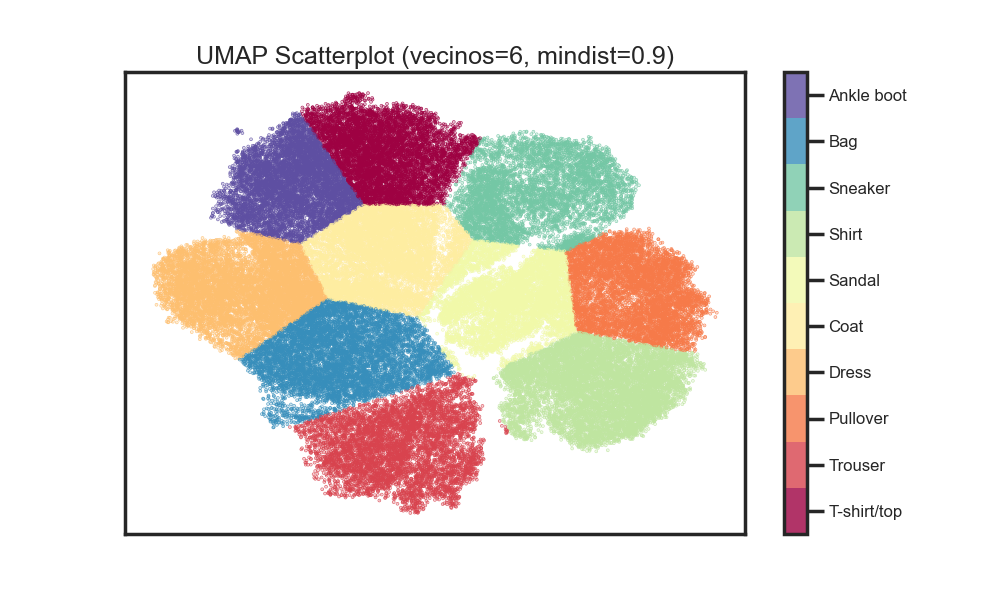 UMAP Scatterplot (vecinos=6, mindist=0.9)
Ankle boot
Bag
Sneaker
Shirt
Sandal
Coat
Dress
Pullover
Trouser
T-shirt/top